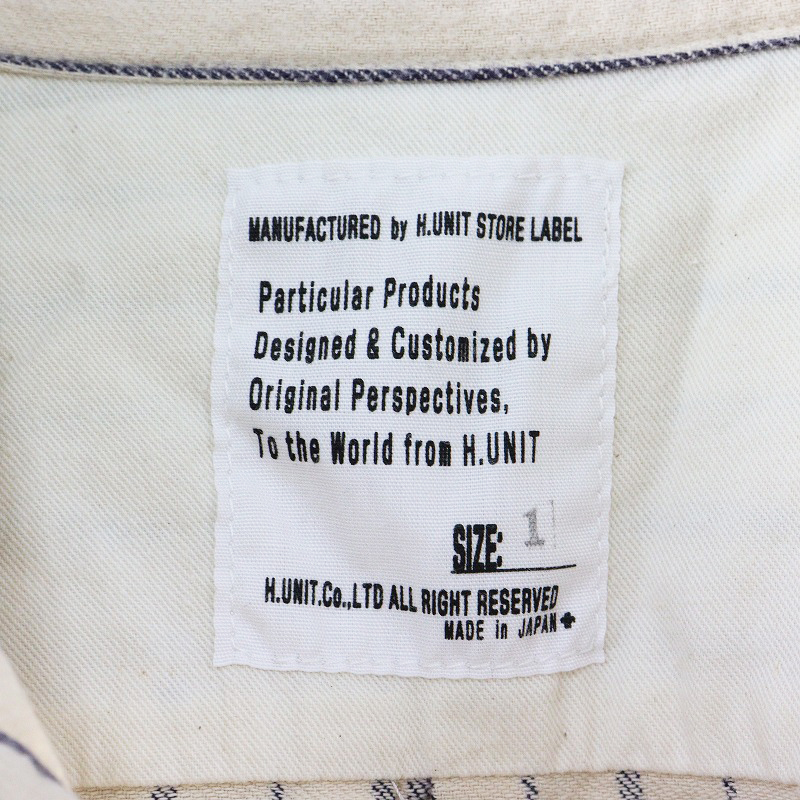 MANUFACTURED by H.UNIT STORE LABEL
Particular Products
Designed & Customized by
Original Perspectives,
To the World from H.UNIT
SIZE: 1
H.UNIT.Co.,LTD ALL RIGHT RESERVED
MADE in JAPAN